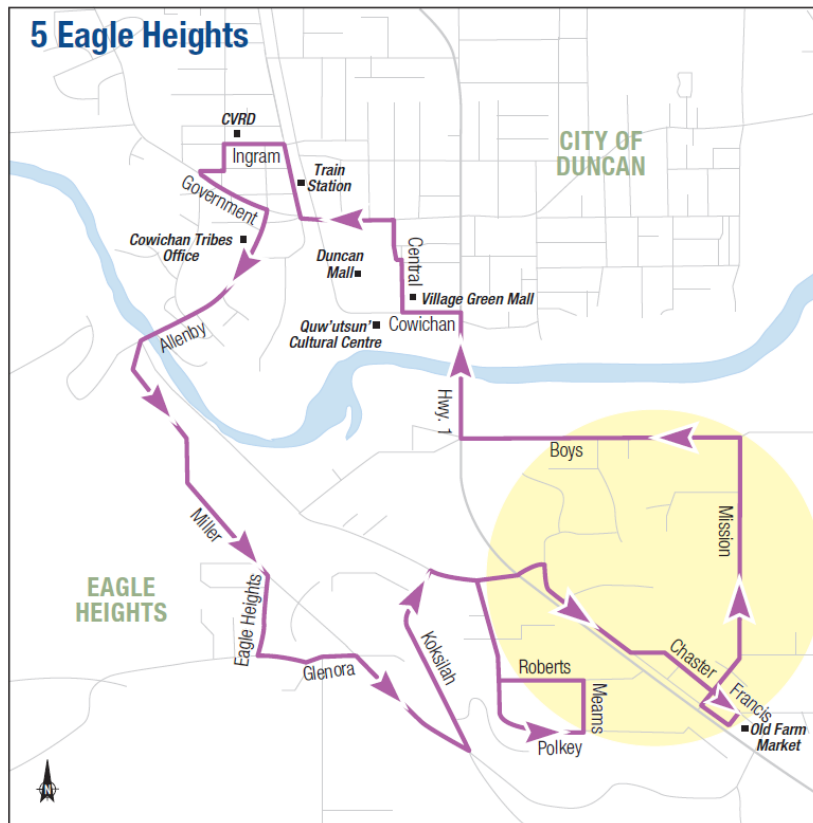 5 Eagle Heights
CVRD
Ingram
Train
Station
CITY OF
DUNCAN
Government
Cowichan Tribes
Office
Duncan
Mall
Central
Village Green Mall
Allenby
Quw'utsun'
Cultural Centre
Cowichan
Hwy. 1
Boys
Miller
Mission
EAGLE
HEIGHTS
Eagle Heights
Glenora
Koksilah
Roberts
Mearns
Polkey
Chaster
Francis
Old Farm
Market
N